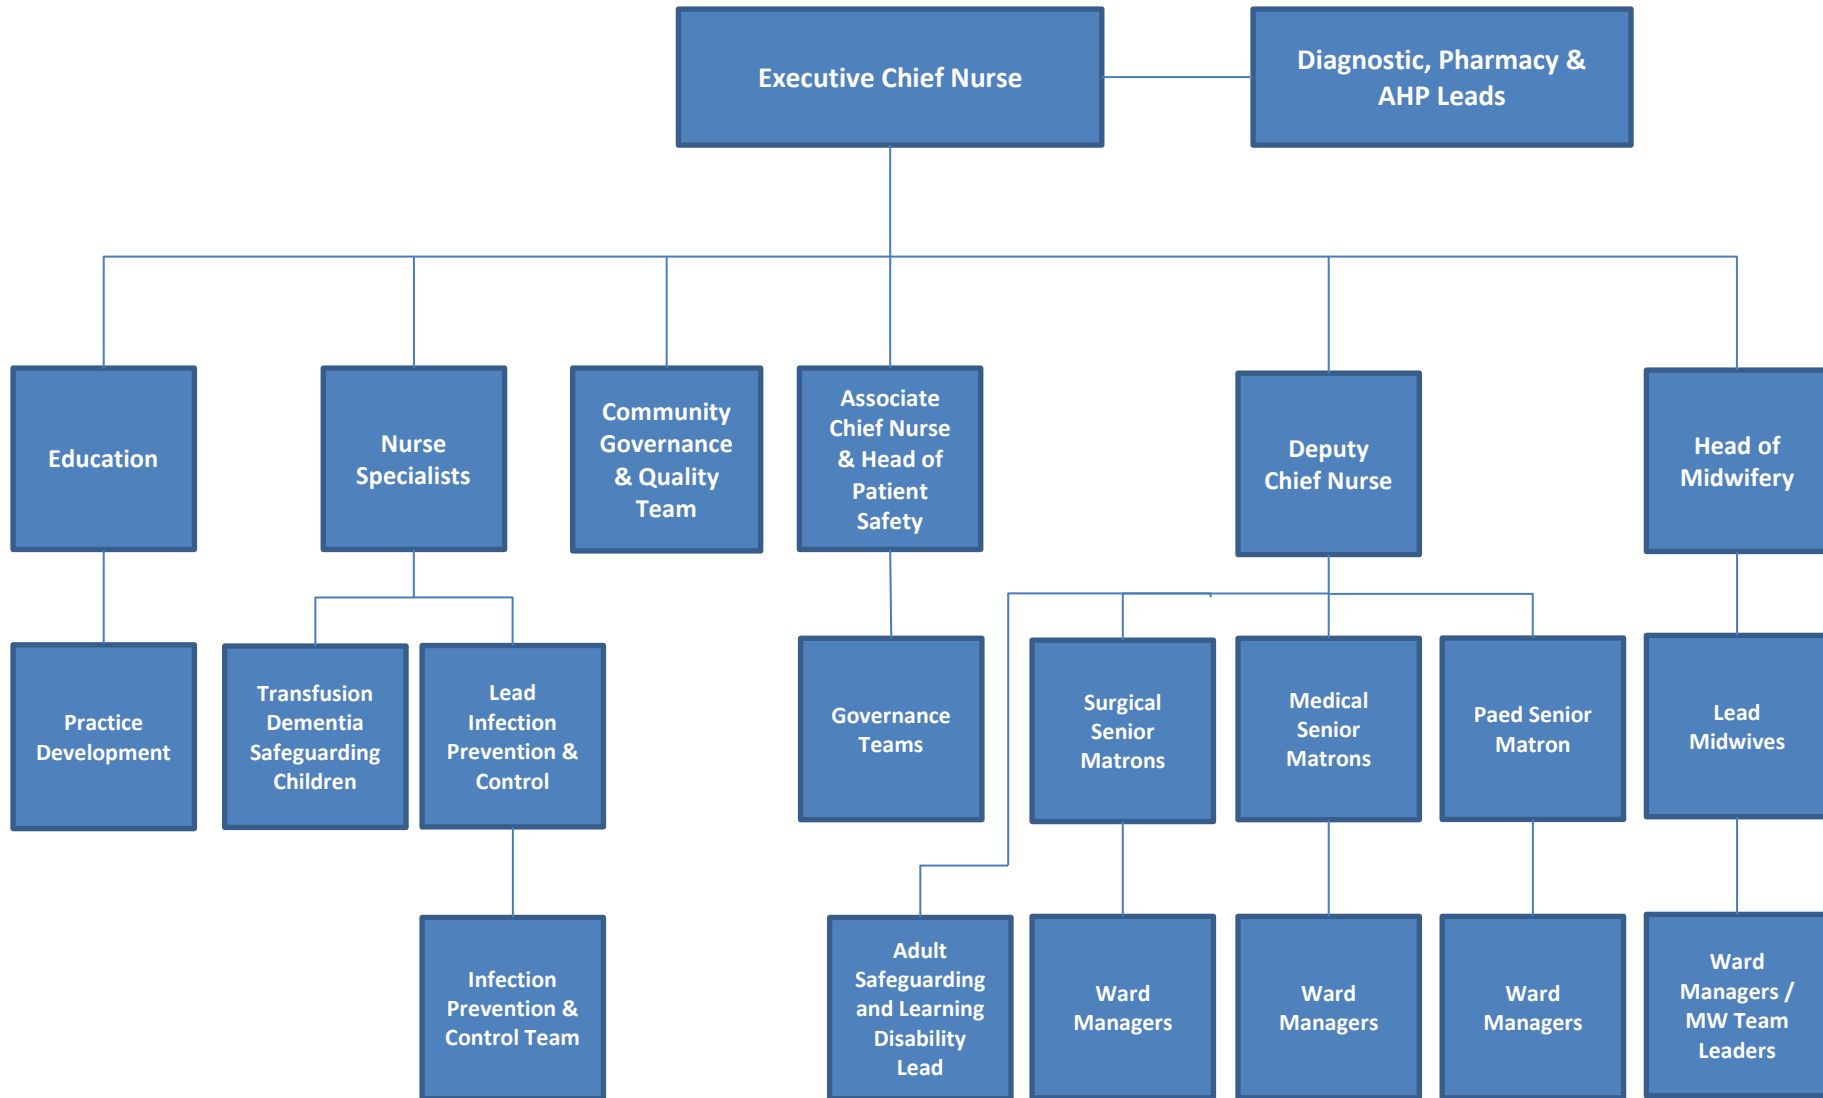 Executive Chief Nurse
Diagnostic, Pharmacy &
AHP Leads
Education
Nurse
Specialists
Community
Governance
& Quality
Team
Associate
Chief Nurse
& Head of
Patient
Safety
Deputy
Chief Nurse
Head of
Midwifery
Practice
Development
Transfusion
Dementia
Safeguarding
Children
Lead
Infection
Prevention &
Control
Governance
Teams
Surgical
Senior
Matrons
Medical
Senior
Matrons
Paed Senior
Matron
Lead
Midwives
Infection
Prevention &
Control Team
Adult
Safeguarding
and Learning
Disability
Lead
Ward
Managers
Ward
Managers
Ward
Managers
Ward
Managers /
MW Team
Leaders